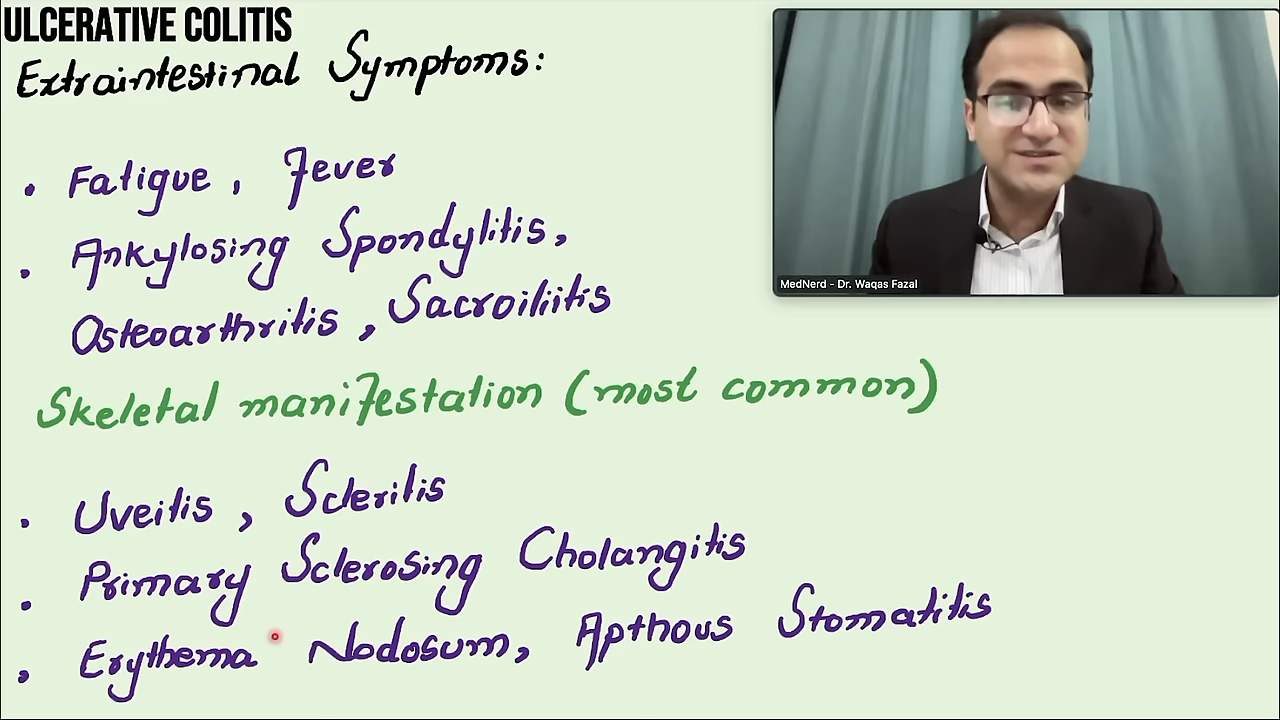 ULCERATIVE COLITIS
Extraintestinal Symptoms:
• Fatigue, Fever
• Ankylosing Spondylitis,
Osteoarthritis, Sacroiliitis
Skeletal manifestation (most common)
• Uveitis, Scleritis
• Primary Sclerosing Cholangitis
• Erythema Nodosum, Apthous Stomatitis
MedNerd - Dr. Waqas Fazal